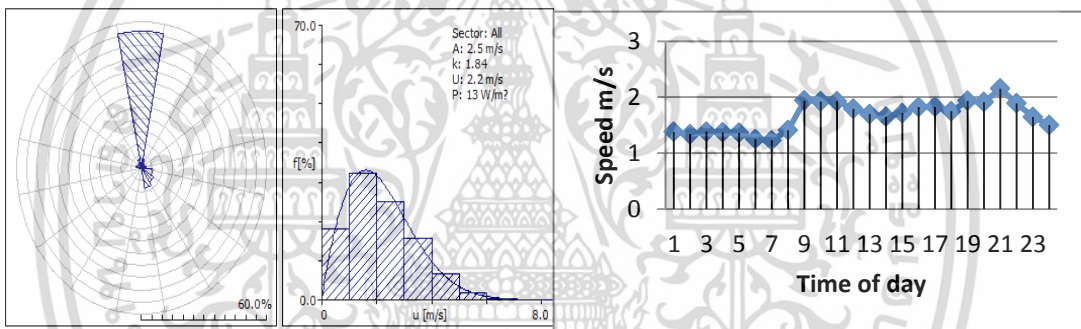 60.0%
70.0
Sector: All
A: 2.5 m/s
k: 1.84
U: 2.2 m/s
P: 13 W/m?
f[%]
0.0
0
u [m/s]
8.0
Speed m/s
3
2
1
0
1 3 5 7 9 11 13 15 17 19 21 23
Time of day